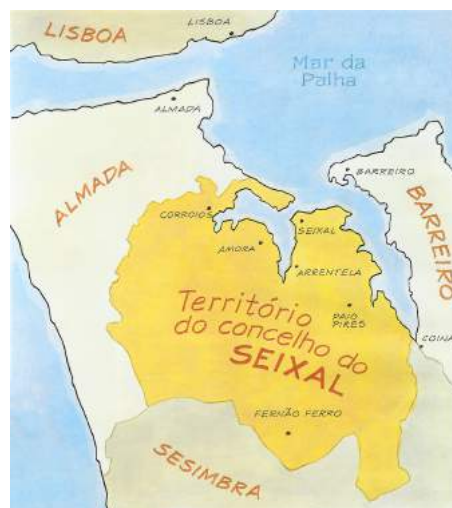 LISBOA
LISBOA
Mar da
Palha
ALMADA
ALMADA
BARREIRO
BARREIRO
CORROIOS
SEIXAL
AMORA
ARRENTELA
Território
do concelho do
SEIXAL
PAIO
PIRES
COINA
FERNÃO FERRO
SESIMBRA